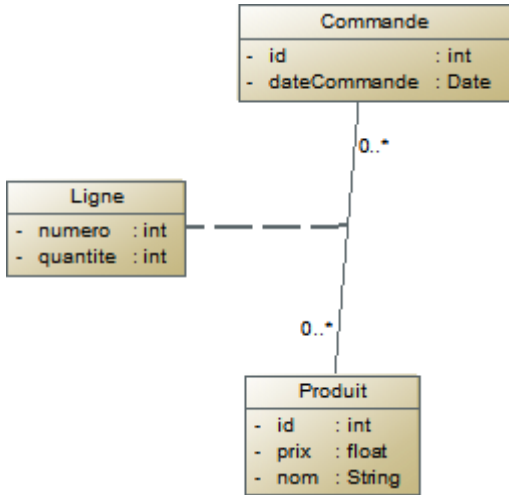 Commande
- id : int
- dateCommande : Date
0..*
Ligne
- numero : int
- quantite : int
0..*
Produit
- id : int
- prix : float
- nom : String